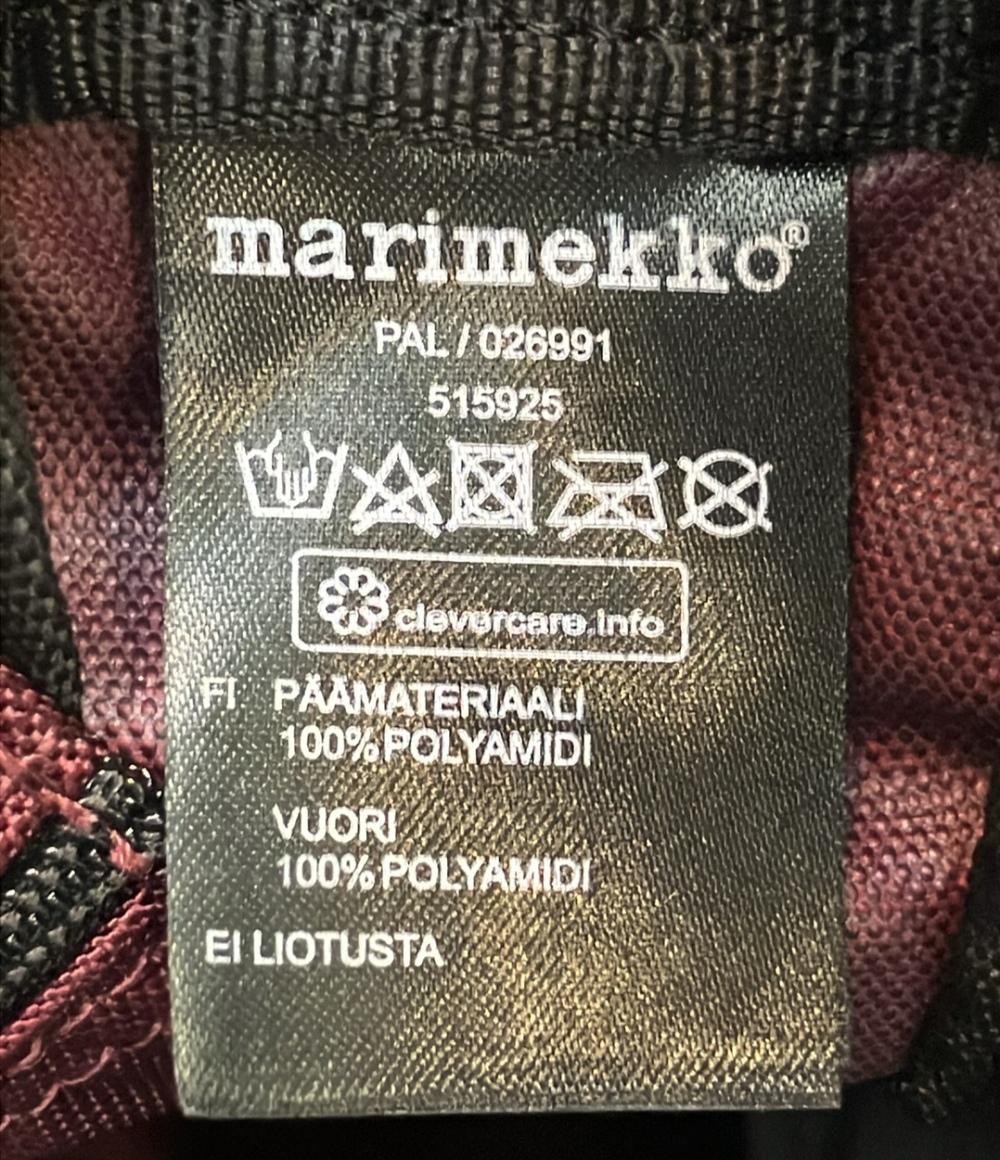 marimekko®
PAL / 026991
515925
clevercare.info
FI PÄÄMATERIAALI
100% POLYAMIDI
VUORI
100% POLYAMIDI
EI LIOTUSTA